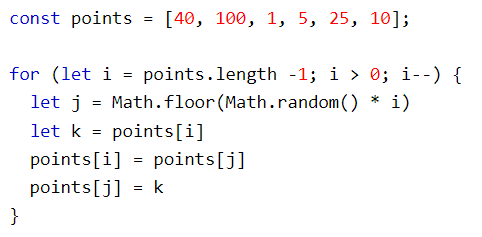 const points = [40, 100, 1, 5, 25, 10];

for (let i = points.length -1; i > 0; i--) {
  let j = Math.floor(Math.random() * i)
  let k = points[i]
  points[i] = points[j]
  points[j] = k
}